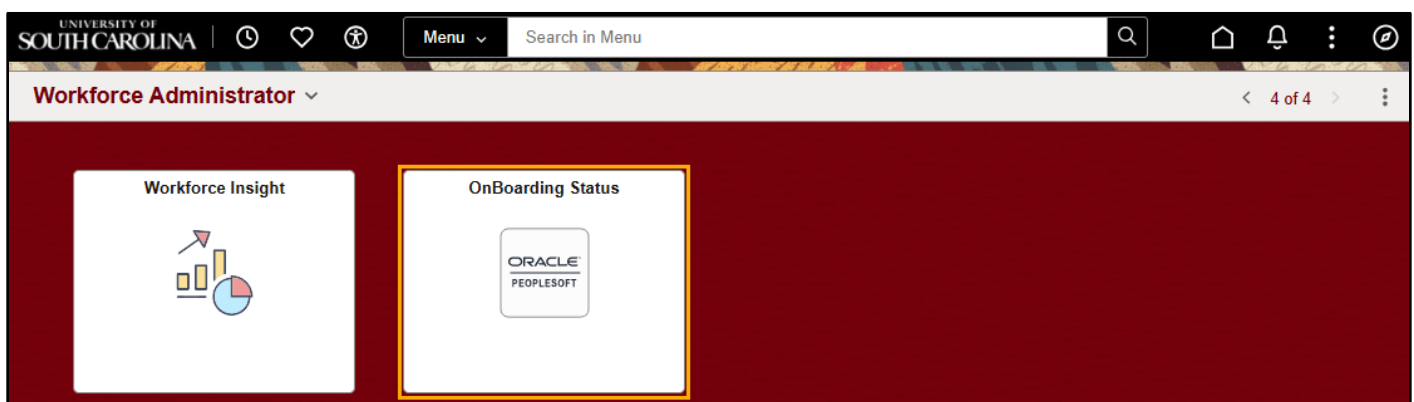 UNIVERSITY OF
SOUTH CAROLINA
Menu
Search in Menu
Workforce Administrator
4 of 4
Workforce Insight
OnBoarding Status
ORACLE
PEOPLESOFT